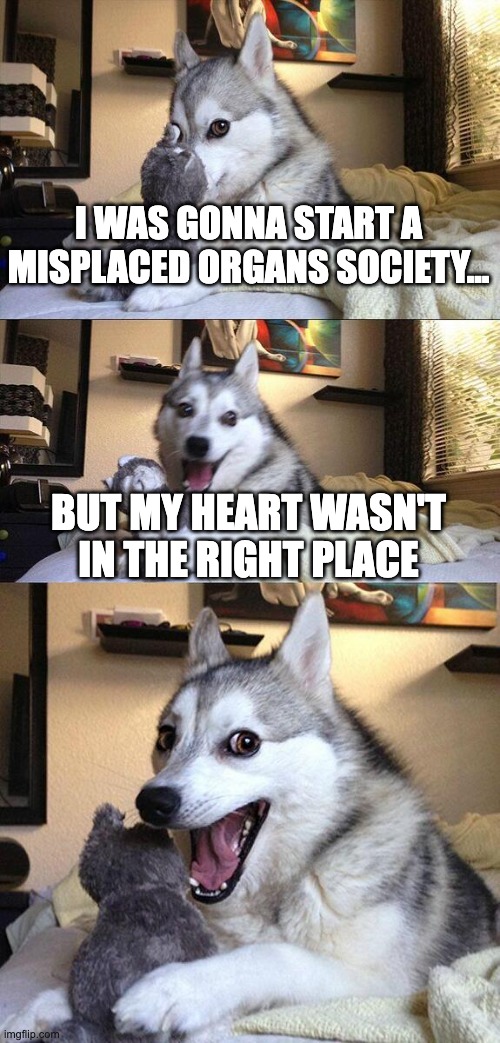 I WAS GONNA START A
MISPLACED ORGANS SOCIETY...
BUT MY HEART WASN'T
IN THE RIGHT PLACE
imgflip.com